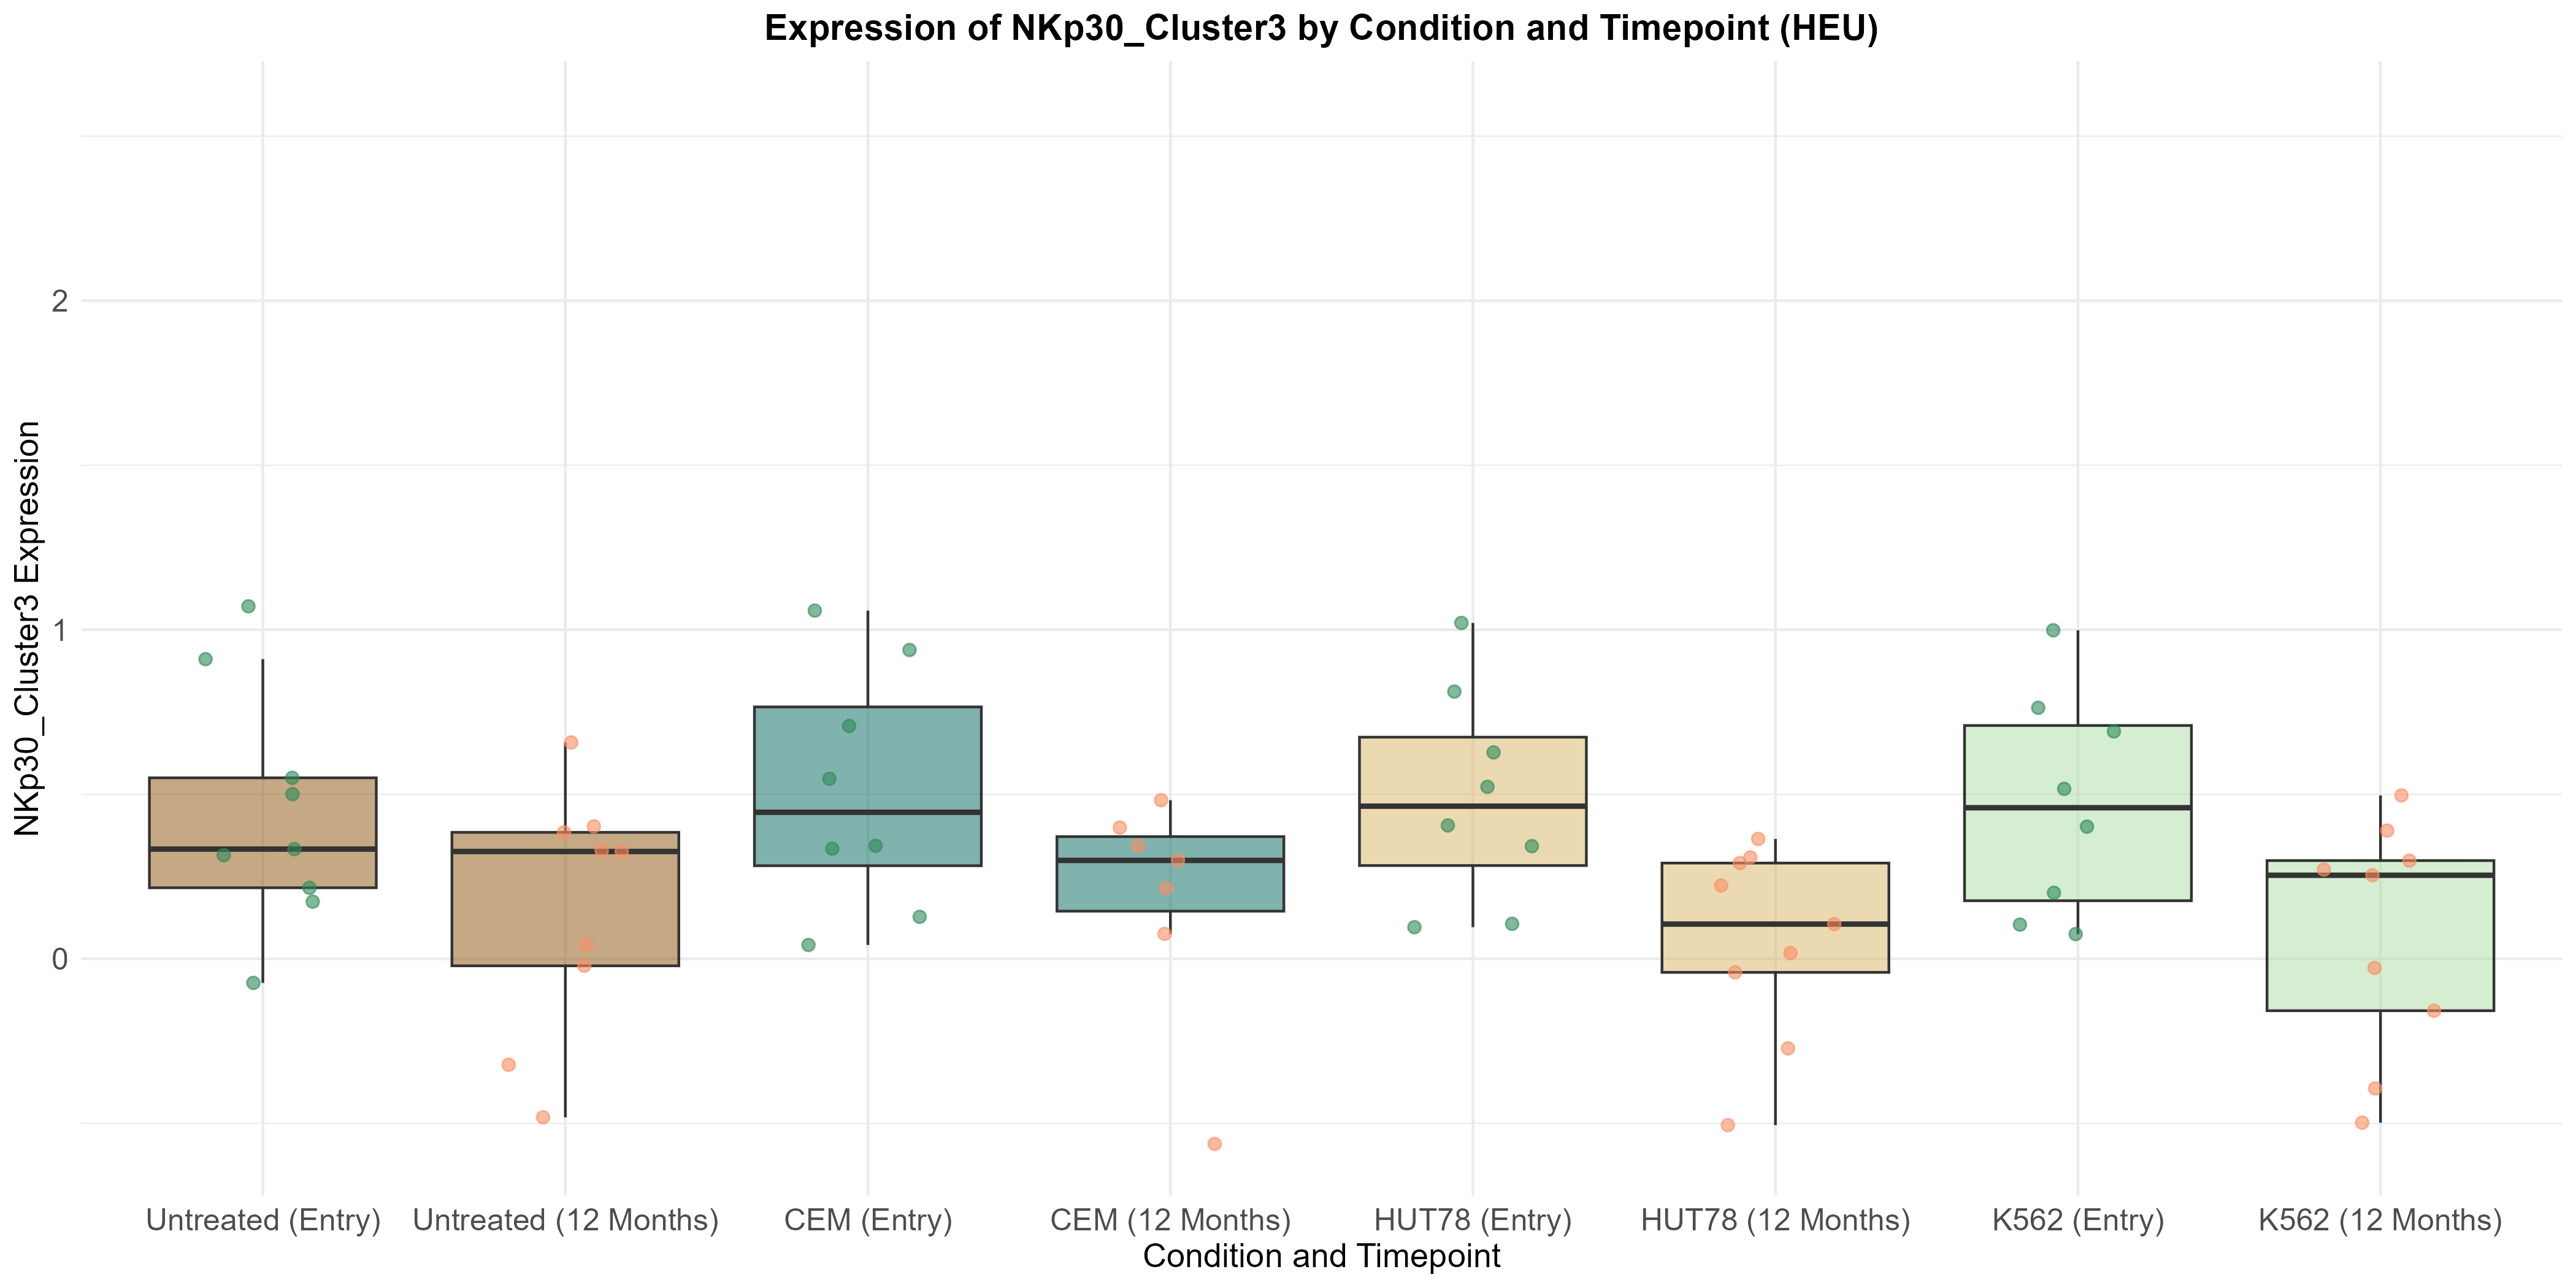 Expression of NKp30_Cluster3 by Condition and Timepoint (HEU)
NKp30_Cluster3 Expression
2
1
0
Untreated (Entry) Untreated (12 Months) CEM (Entry) CEM (12 Months) HUT78 (Entry) HUT78 (12 Months) K562 (Entry) K562 (12 Months)
Condition and Timepoint